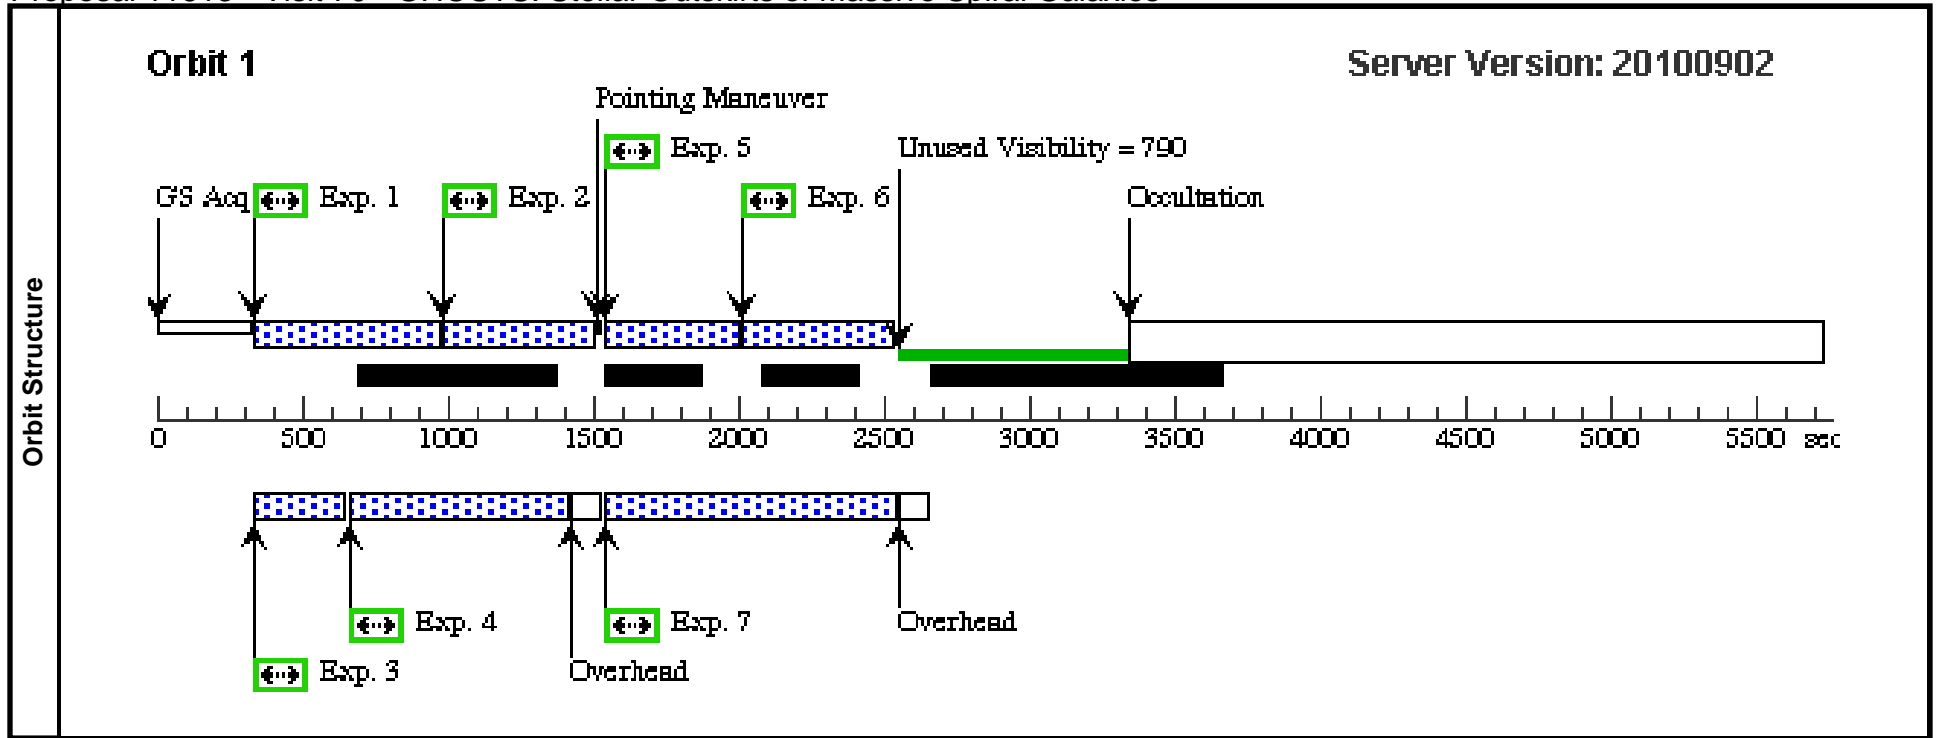 Orbit 1
Server Version: 20100902
Pointing Maneuver
Exp. 5
Unused Visibility = 790
GS Acq
Exp. 1
Exp. 2
Exp. 6
Occultation
Orbit Structure
0 500 1000 1500 2000 2500 3000 3500 4000 4500 5000 5500 sec
Exp. 4
Exp. 7
Overhead
Exp. 3
Overhead